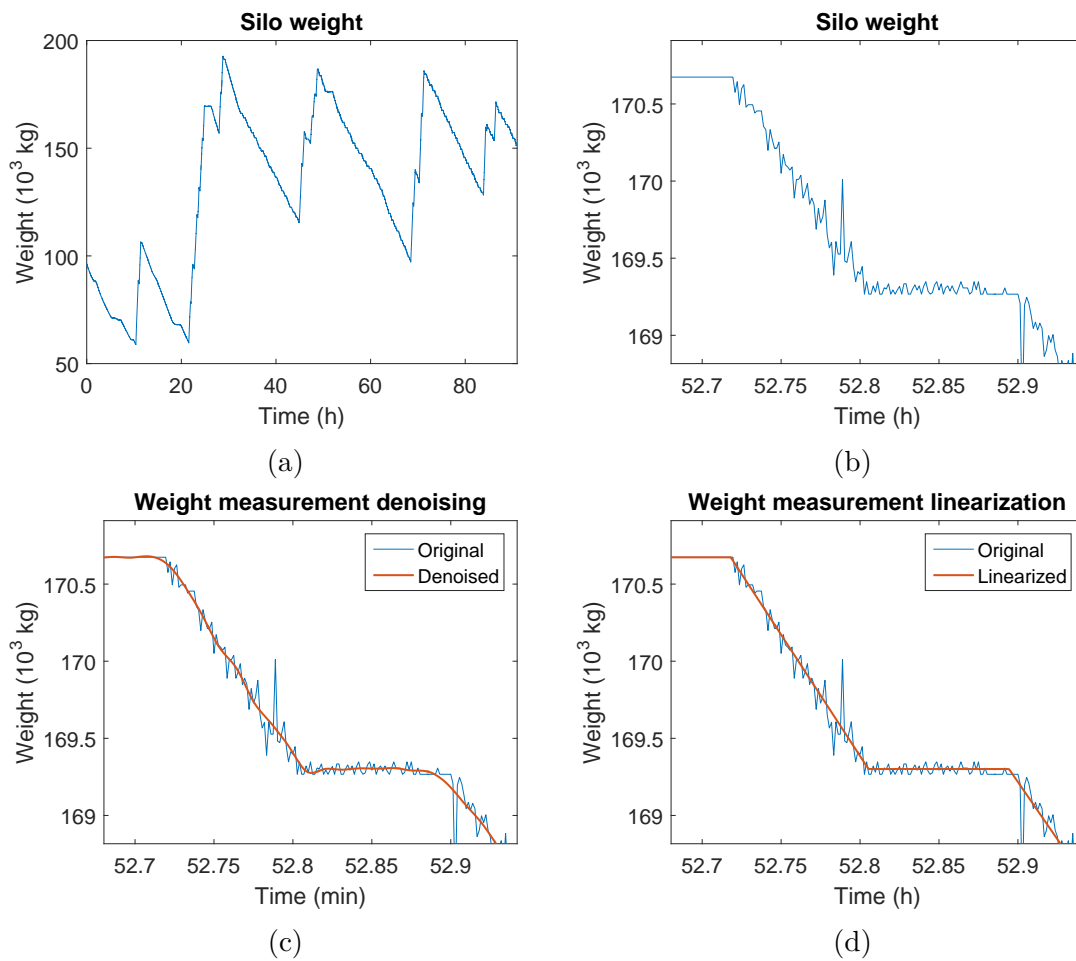 Silo weight
Weight (10³ kg)
200
150
100
50
0 20 40 60 80
Time (h)
(a)
Silo weight
Weight (10³ kg)
170.5
170
169.5
169
52.7 52.75 52.8 52.85 52.9
Time (h)
(b)
Weight measurement denoising
Weight (10³ kg)
170.5
170
169.5
169
Original
Denoised
52.7 52.75 52.8 52.85 52.9
Time (min)
(c)
Weight measurement linearization
Weight (10³ kg)
170.5
170
169.5
169
Original
Linearized
52.7 52.75 52.8 52.85 52.9
Time (h)
(d)